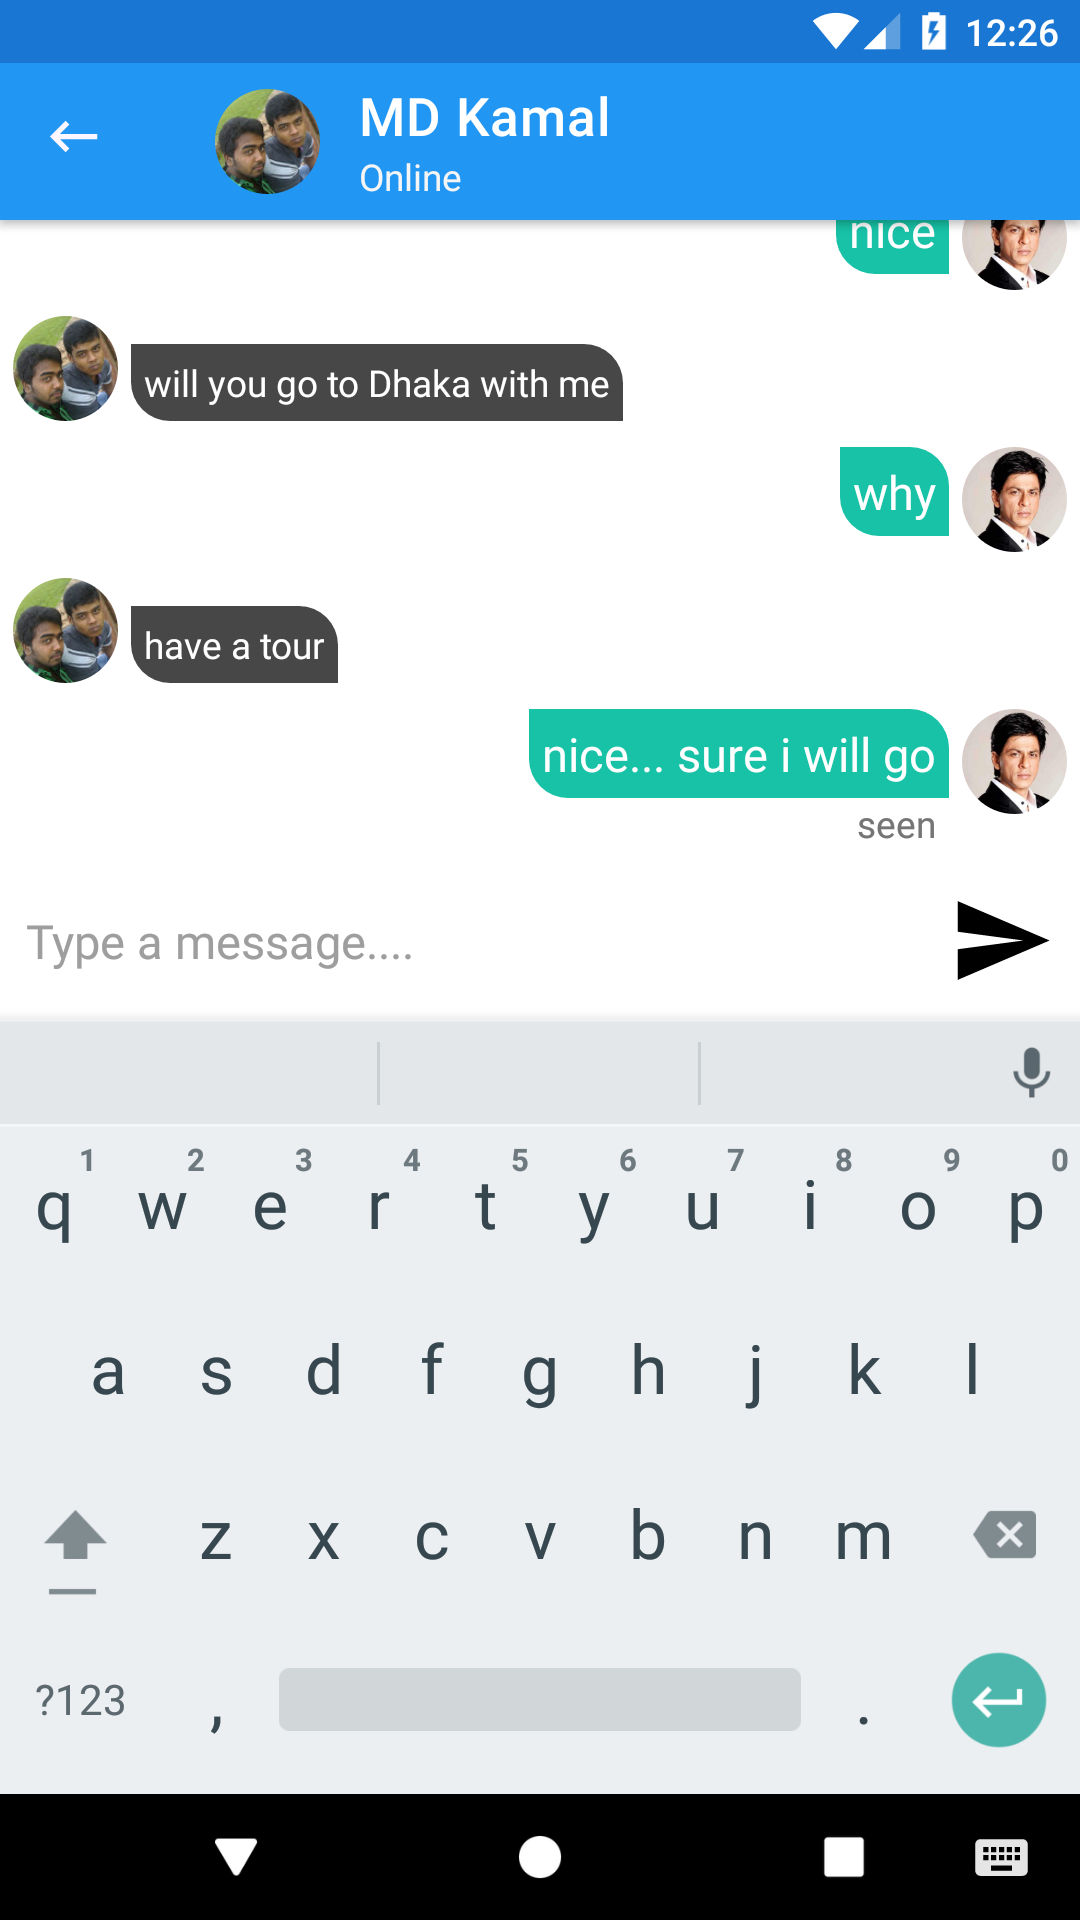 12:26
MD Kamal
Online
nice
will you go to Dhaka with me
why
have a tour
nice... sure i will go
seen
Type a message....
1 2 3 4 5 6 7 8 9 0
q w e r t y u i o p
a s d f g h j k l
z x c v b n m
?123 , .